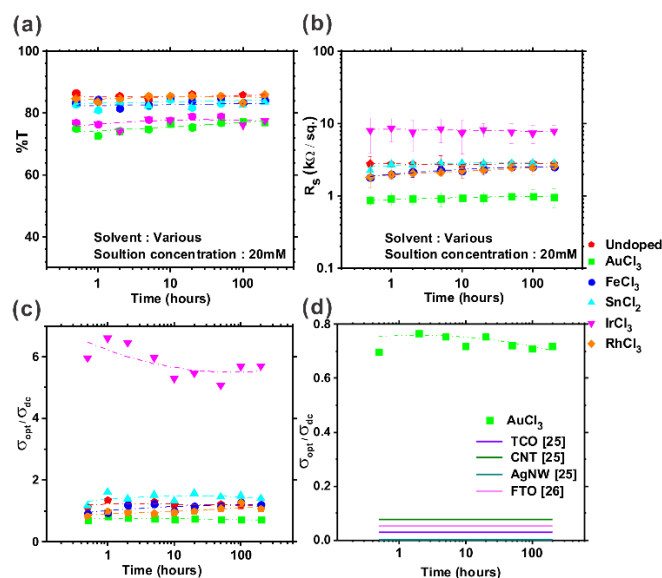 (a)
100
80
60
40
%T
Solvent : Various
Soultion concentration : 20mM
1
10
100
Time (hours)
(b)
100
10
1
0.1
Rs (KΩ / sq.)
Solvent : Various
Soultion concentration : 20mM
1
10
100
Time (hours)
Undoped
AuCl3
FeCl3
SnCl2
IrCl3
RhCl3
(c)
6
4
2
0
σopt/σdc
1
10
100
Time (hours)
(d)
0.8
0.6
0.4
0.2
0.0
σopt/σdc
AuCl3
TCO [25]
CNT [25]
AgNW [25]
FTO [26]
1
10
100
Time (hours)